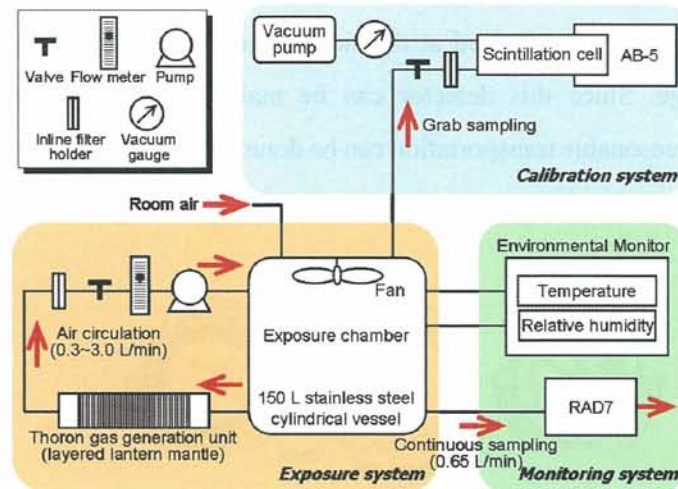 Valve Flow meter Pump
Inline filter
holder
Vacuum
gauge
Vacuum
pump
Scintillation cell
AB-5
Grab sampling
Calibration system
Room air
Fan
Exposure chamber
150 L stainless steel
cylindrical vessel
Air circulation
(0.3~3.0 L/min)
Thoron gas generation unit
(layered lantern mantle)
Exposure system
Environmental Monitor
Temperature
Relative humidity
RAD7
Continuous sampling
(0.65 L/min)
Monitoring system